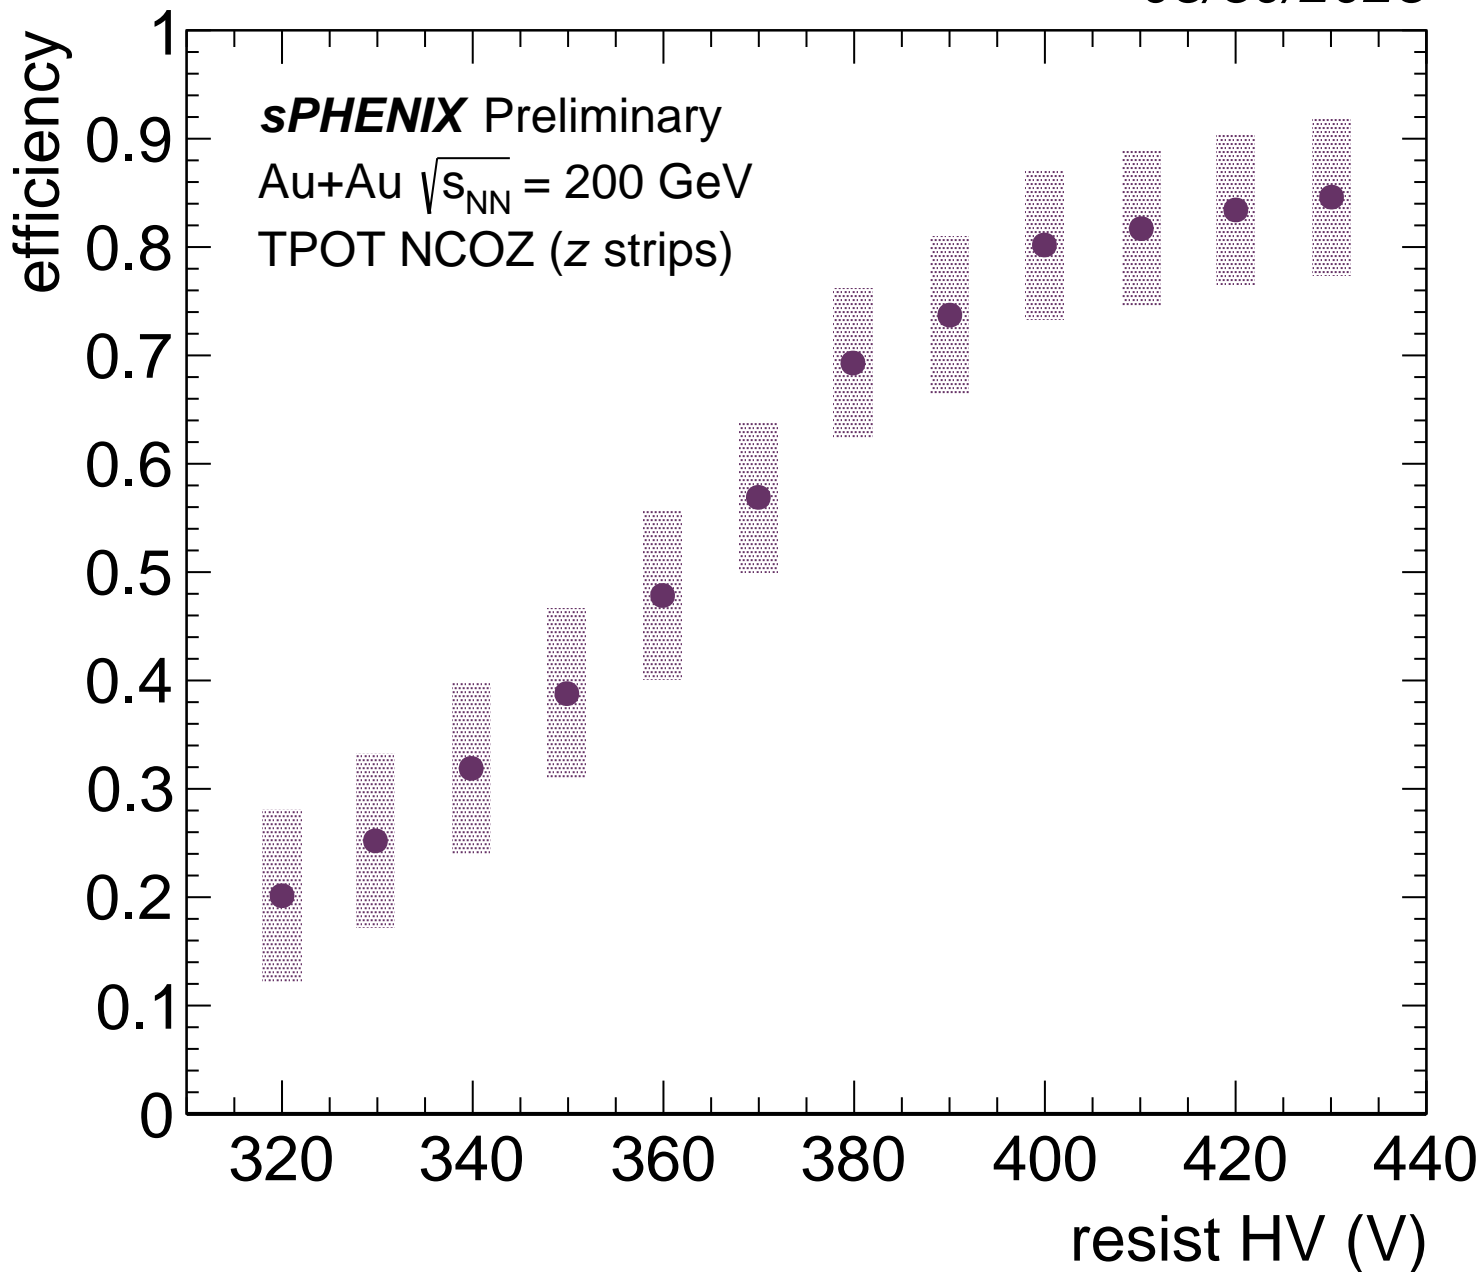 efficiency
1
0.9
0.8
0.7
0.6
0.5
0.4
0.3
0.2
0.1
0
sPHENIX Preliminary
Au+Au √sNN = 200 GeV
TPOT NCOZ (z strips)
320 340 360 380 400 420 440
resist HV (V)